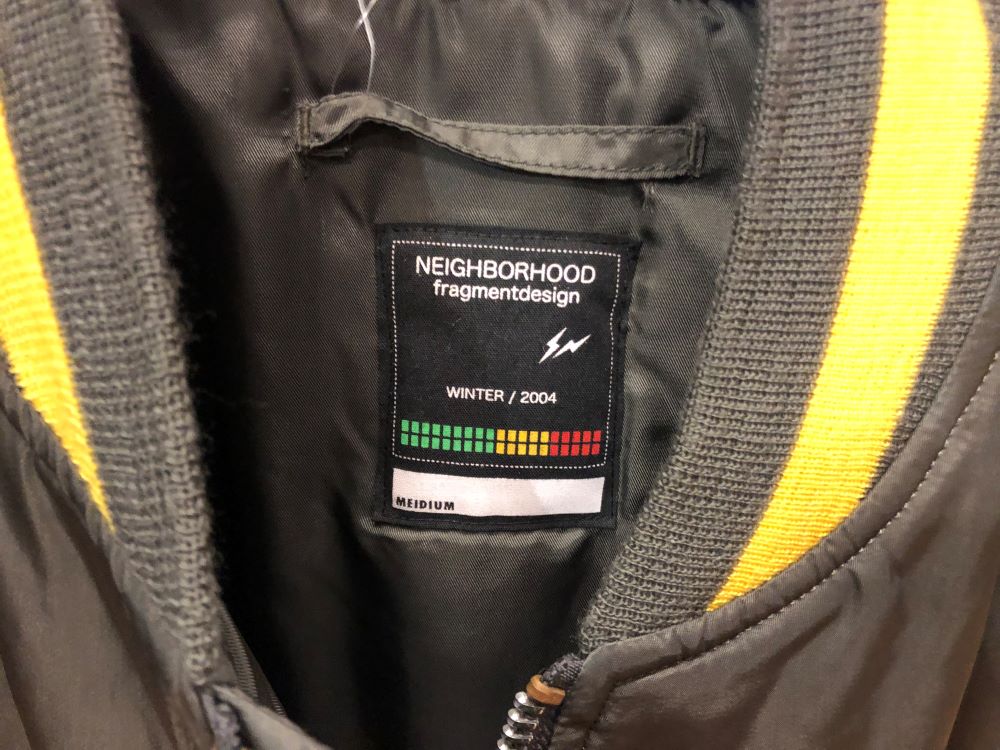 NEIGHBORHOOD
fragmentdesign
WINTER / 2004
MEIDIUM